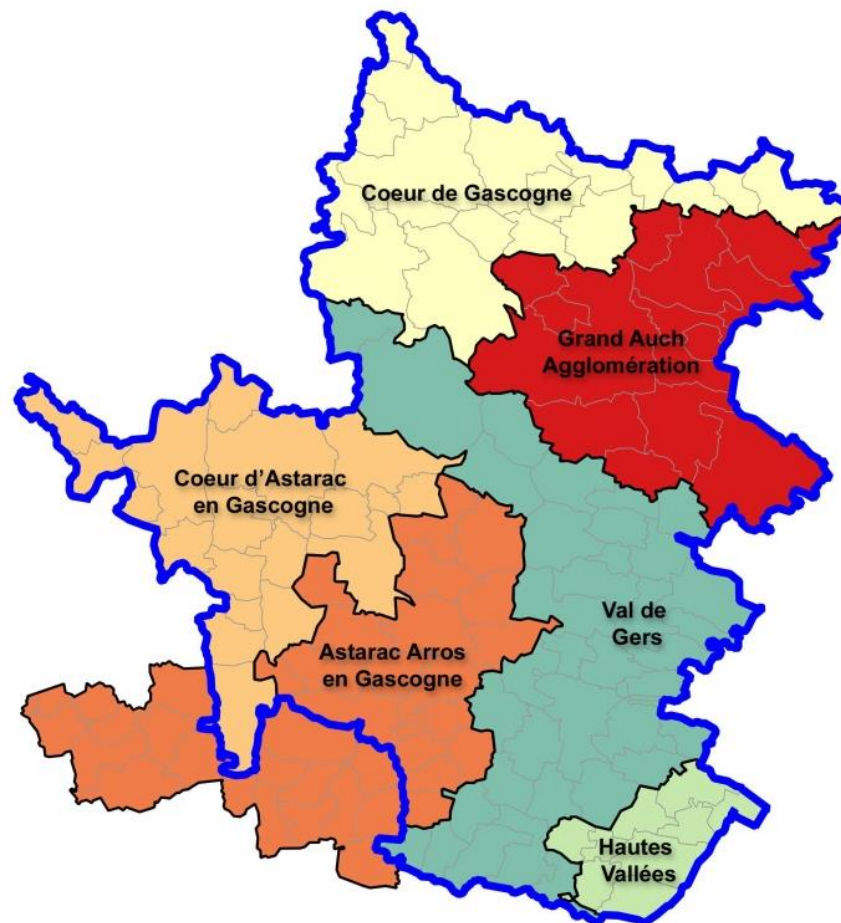 Coeur de Gascogne
Grand Auch
Agglomération
Coeur d'Astarac
en Gascogne
Val de
Gers
Astarac Arros
en Gascogne
Hautes
Vallées